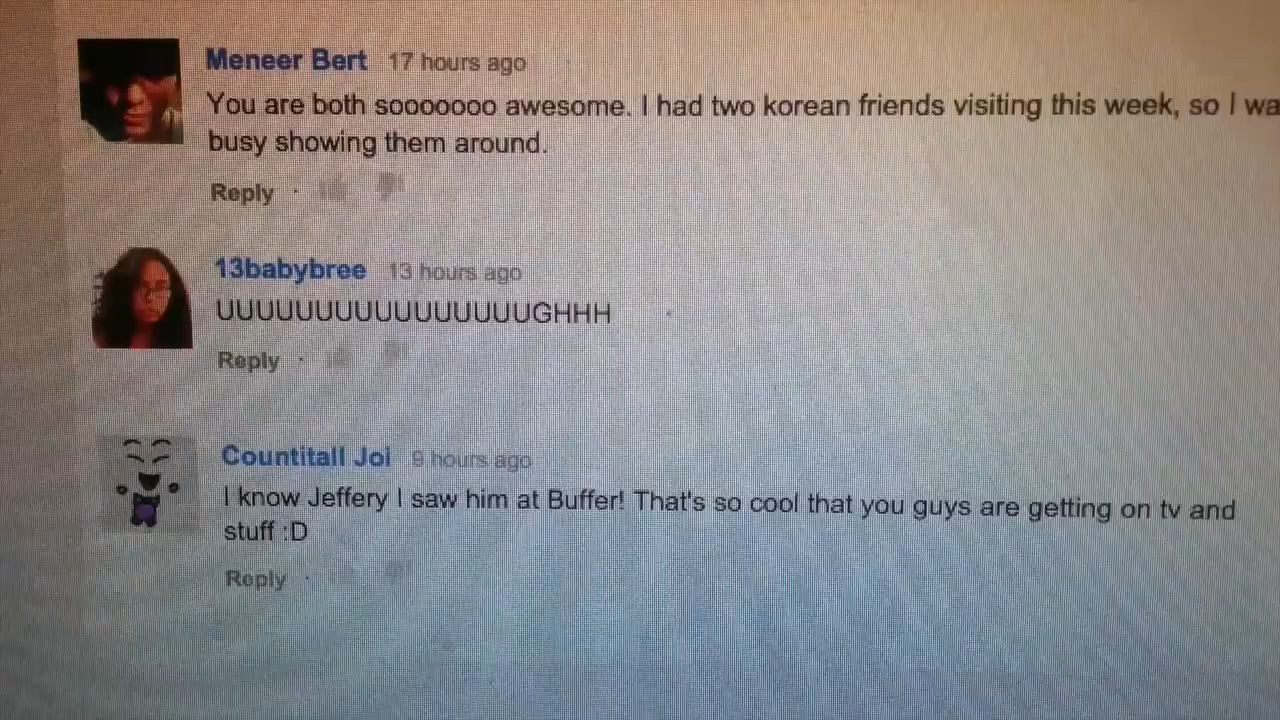 Meneer Bert 17 hours ago
You are both sooooooo awesome. I had two korean friends visiting this week, so I wa
busy showing them around.
Reply ·
13babybree 13 hours ago
UUUUUUUUUUUUUUUUGHHH
Reply ·
Countitall Joi 9 hours ago
I know Jeffery I saw him at Buffer! That's so cool that you guys are getting on tv and
stuff :D
Reply ·